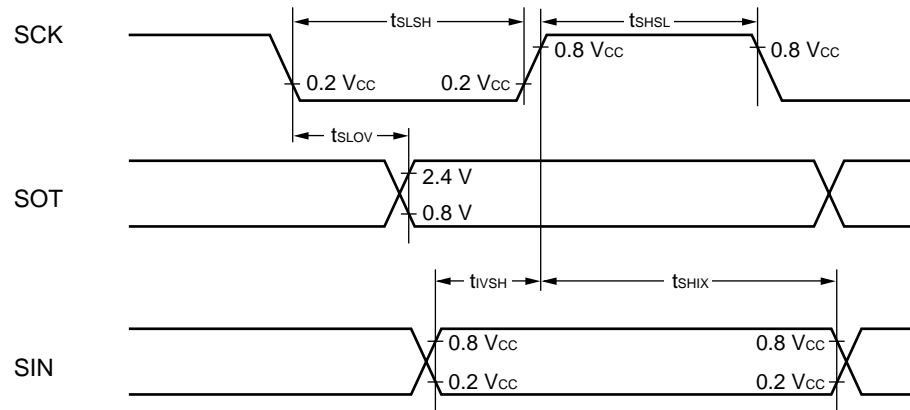 tSLSH tSHSL
SCK
0.8 VCC 0.8 VCC
0.2 VCC 0.2 VCC
tSLOV
2.4 V
SOT
0.8 V
tIVSH tSHIX
0.8 VCC 0.8 VCC
SIN
0.2 VCC 0.2 VCC